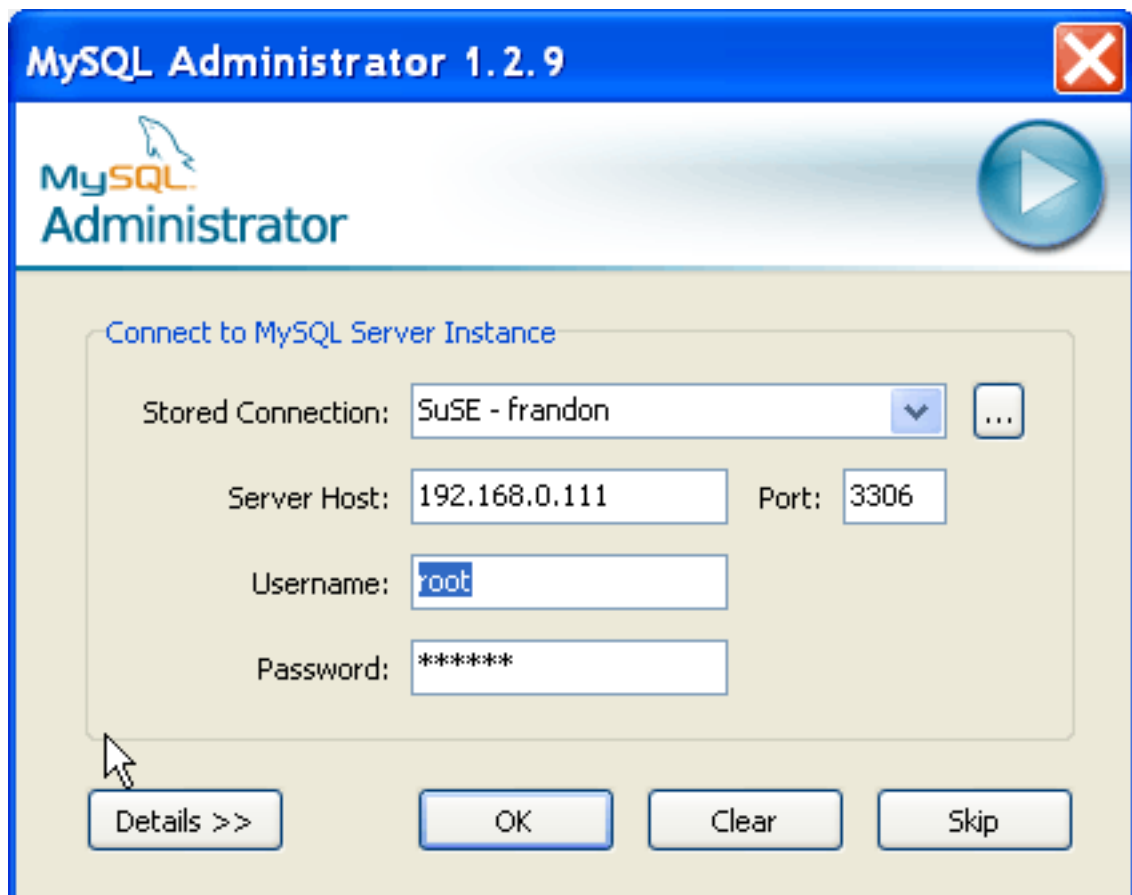 MySQL Administrator 1.2.9
MySQL
Administrator
Connect to MySQL Server Instance
Stored Connection: SuSE - frandon ...
Server Host: 192.168.0.111 Port: 3306
Username: root
Password: ******
Details >> OK Clear Skip